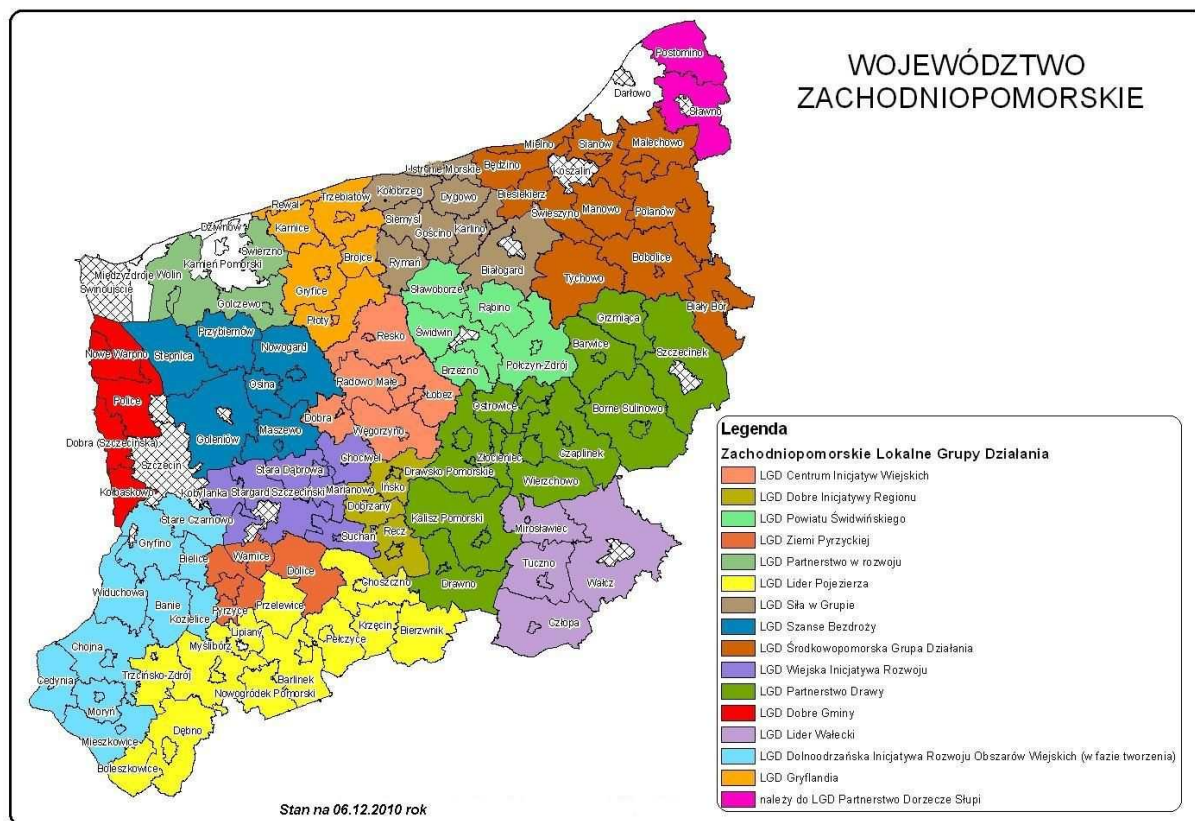 WOJEWÓDZTWO
ZACHODNIOPOMORSKIE
Postomino
Darłowo
Sławno
Mielno
Sianów
Malechowo
Ustronie Morskie
Będzino
Koszalin
Kołobrzeg
Dygowo
Biesiekierz
Trzebiatów
Rewal
Karnice
Siemyśl
Gościno
Karlino
Świeszyno
Manowo
Polanów
Dziwnów
Świerzno
Kamień Pomorski
Brojce
Rymań
Białogard
Tychowo
Bobolice
Międzyzdroje
Wolin
Świnoujście
Golczewo
Gryfice
Sławoborze
Rąbino
Biały Bór
Płoty
Grzmiąca
Przybiernów
Nowogard
Resko
Świdwin
Barwice
Szczecinek
Nowe Warpno
Stepnica
Radowo Małe
Brzeżno
Połczyn-Zdrój
Osina
Łobez
Police
Dobra
Ostrowice
Borne Sulinowo
Goleniów
Maszewo
Węgorzyno
Dobra (Szczecińska)
Chociwel
Złocieniec
Czaplinek
Szczecin
Stara Dąbrowa
Drawsko Pomorskie
Kołbaskowo
Kobylanka
Stargard Szczeciński
Marianowo
Ińsko
Wierzchowo
Dobrzany
Stare Czarnowo
Kalisz Pomorski
Mirosławiec
Gryfino
Suchań
Recz
Bielice
Warnice
Dolice
Tuczno
Wałcz
Widuchowa
Choszczno
Drawno
Banie
Kozielice
Pyrzyce
Przelewice
Człopa
Lipiany
Krzęcin
Bierzwnik
Chojna
Myślibórz
Pełczyce
Cedynia
Trzcińsko-Zdrój
Barlinek
Nowogródek Pomorski
Moryń
Dębno
Mieszkowice
Boleszkowice
Legenda
Zachodniopomorskie Lokalne Grupy Działania
LGD Centrum Inicjatyw Wiejskich
LGD Dobre Inicjatywy Regionu
LGD Powiatu Świdwińskiego
LGD Ziemi Pyrzyckiej
LGD Partnerstwo w rozwoju
LGD Lider Pojezierza
LGD Siła w Grupie
LGD Szanse Bezdroży
LGD Środkowopomorska Grupa Działania
LGD Wiejska Inicjatywa Rozwoju
LGD Partnerstwo Drawy
LGD Dobre Gminy
LGD Lider Wałecki
LGD Dolnoodrzańska Inicjatywa Rozwoju Obszarów Wiejskich (w fazie tworzenia)
LGD Gryflandia
należy do LGD Partnerstwo Dorzecze Słupi
Stan na 06.12.2010 rok